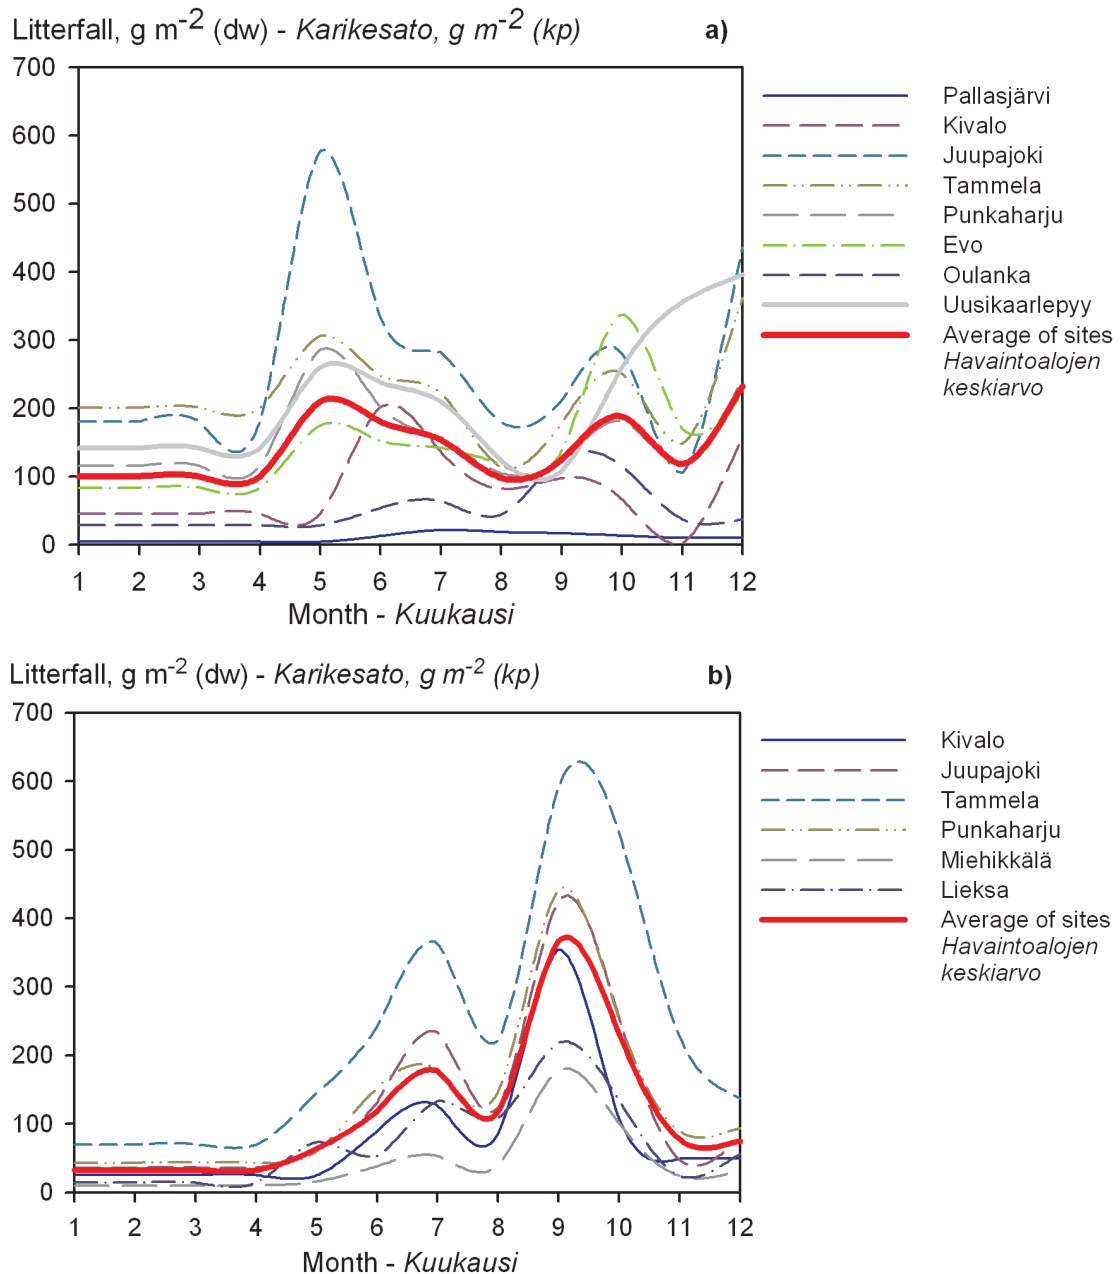 Litterfall, g m-2 (dw) - Karikesato, g m-2 (kp) a)
700
600
500
400
300
200
100
0
1 2 3 4 5 6 7 8 9 10 11 12
Month - Kuukausi
Pallasjärvi
Kivalo
Juupajoki
Tammela
Punkaharju
Evo
Oulanka
Uusikaarlepyy
Average of sites
Havaintoalojen
keskiarvo
Litterfall, g m-2 (dw) - Karikesato, g m-2 (kp) b)
700
600
500
400
300
200
100
0
1 2 3 4 5 6 7 8 9 10 11 12
Month - Kuukausi
Kivalo
Juupajoki
Tammela
Punkaharju
Miehikkälä
Lieksa
Average of sites
Havaintoalojen
keskiarvo